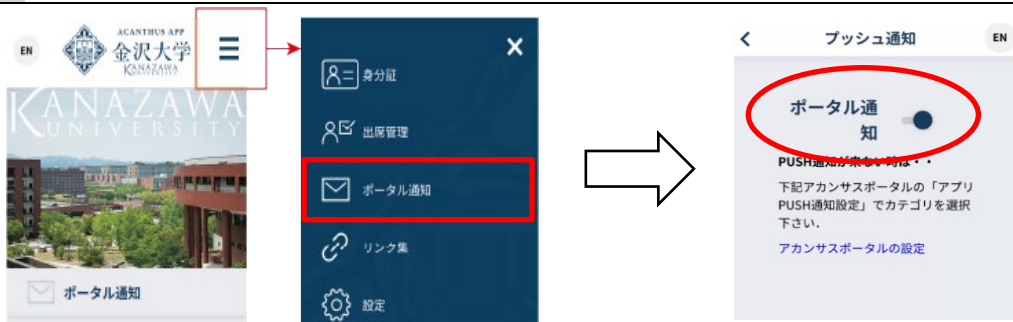 EN
ACANTHUS APP
金沢大学
KANAZAWA
UNIVERSITY
KANAZAWA
UNIVERSITY
ポータル通知
身分証
出席管理
ポータル通知
リンク集
設定
プッシュ通知
EN
ポータル通
知
PUSH通知が来ない時は・・
下記アカンサスポータルの「アプリ
PUSH通知設定」でカテゴリを選択
下さい.
アカンサスポータルの設定